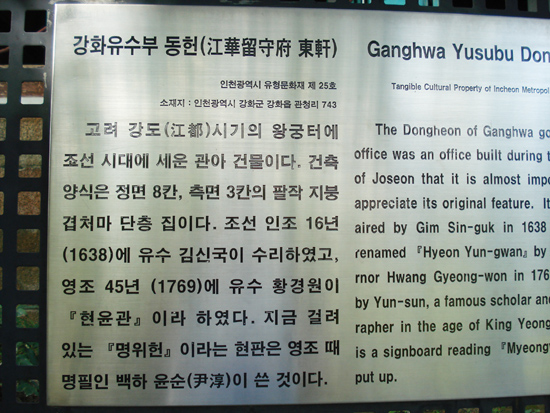 강화유수부 동헌(江華留守府 東軒)
인천광역시 유형문화재 제 25호
소재지 : 인천광역시 강화군 강화읍 관청리 743
고려 강도(江都)시기의 왕궁터에
조선 시대에 세운 관아 건물이다. 건축
양식은 정면 8칸, 측면 3칸의 팔작 지붕
겹처마 단층 집이다. 조선 인조 16년
(1638)에 유수 김신국이 수리하였고,
영조 45년 (1769)에 유수 황경원이
『현윤관』이라 하였다. 지금 걸려
있는 『명위헌』이라는 현판은 영조 때
명필인 백하 윤순(尹淳)이 쓴 것이다.
Ganghwa Yusubu Don
Tangible Cultural Property of Incheon Metropol
The Dongheon of Ganghwa go
office was an office built during t
of Joseon that it is almost impo
appreciate its original feature. It
aired by Gim Sin-guk in 1638
renamed 『Hyeon Yun-gwan』 by
rnor Hwang Gyeong-won in 176
by Yun-sun, a famous scholar and
rapher in the age of King Yeong
is a signboard reading 『Myeong
put up.